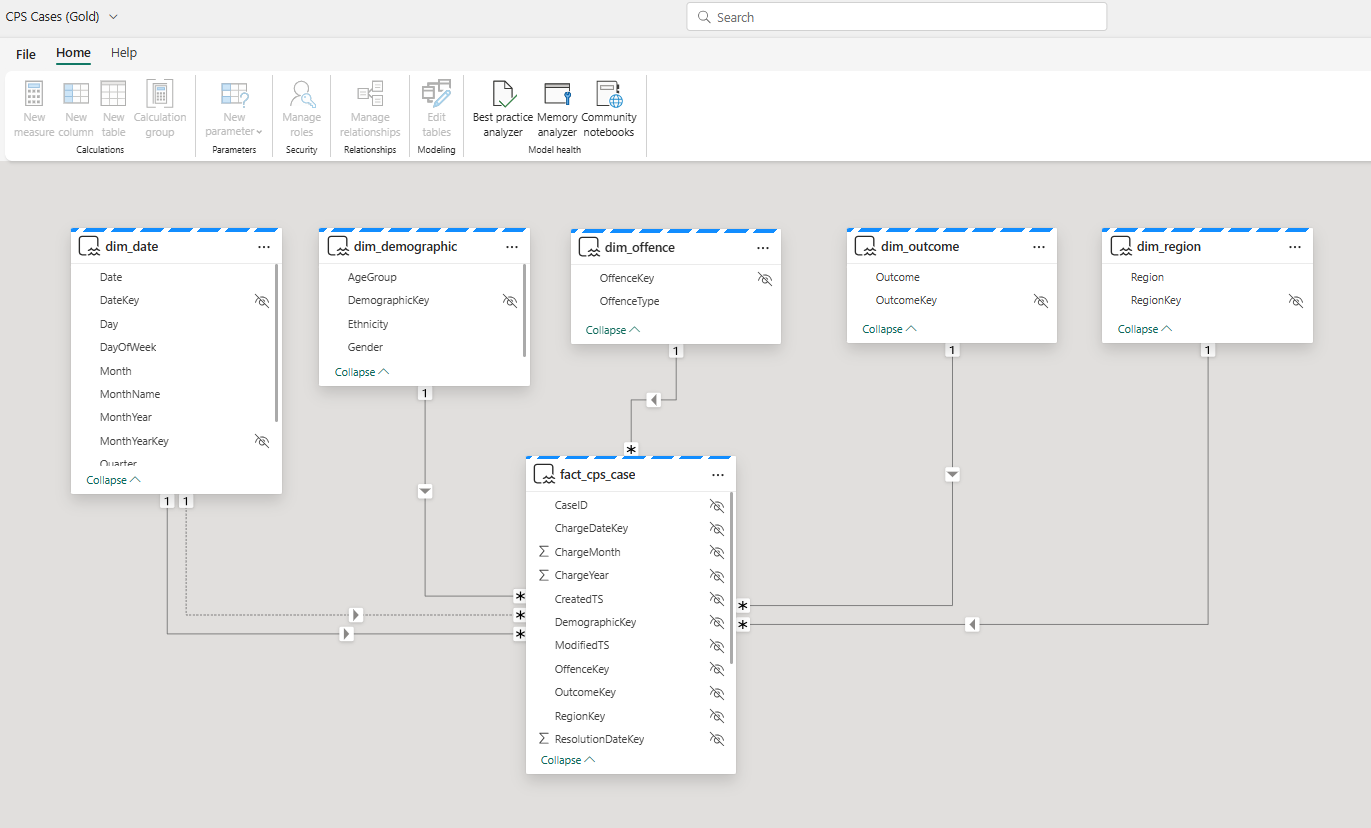 CPS Cases (Gold)
Search
File Home Help
New measure
New column
New table
Calculation group
New parameter
Manage roles
Manage relationships
Edit tables
Best practice analyzer
Memory analyzer
Community notebooks
Calculations
Parameters
Security
Relationships
Modeling
Model health
dim_date
Date
DateKey
Day
DayOfWeek
Month
MonthName
MonthYear
MonthYearKey
Quarter
Collapse
1 1
dim_demographic
AgeGroup
DemographicKey
Ethnicity
Gender
Collapse
1
dim_offence
OffenceKey
OffenceType
Collapse
1
dim_outcome
Outcome
OutcomeKey
Collapse
1
dim_region
Region
RegionKey
Collapse
1
*
fact_cps_case
CaseID
ChargeDateKey
Σ ChargeMonth
Σ ChargeYear
CreatedTS
DemographicKey
ModifiedTS
OffenceKey
OutcomeKey
RegionKey
Σ ResolutionDateKey
Collapse
*
*
*
*
*